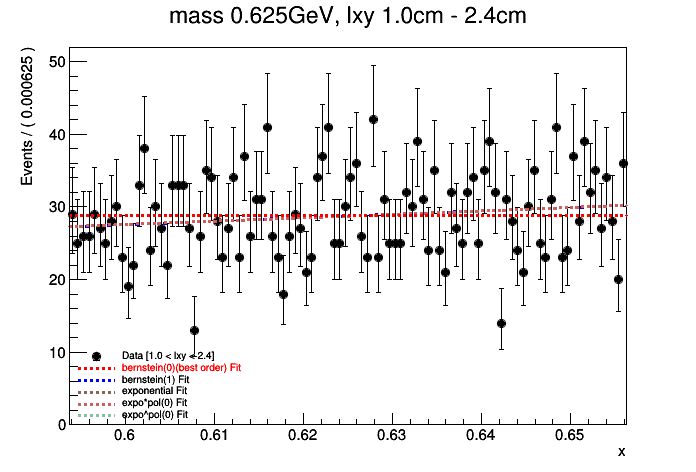 mass 0.625GeV, lxy 1.0cm - 2.4cm
Events / ( 0.000625 )
50
40
30
20
10
0
Data [1.0 < lxy < 2.4]
bernstein(0)(best order) Fit
bernstein(1) Fit
exponential Fit
expo*pol(0) Fit
expo^pol(0) Fit
0.6 0.61 0.62 0.63 0.64 0.65
x